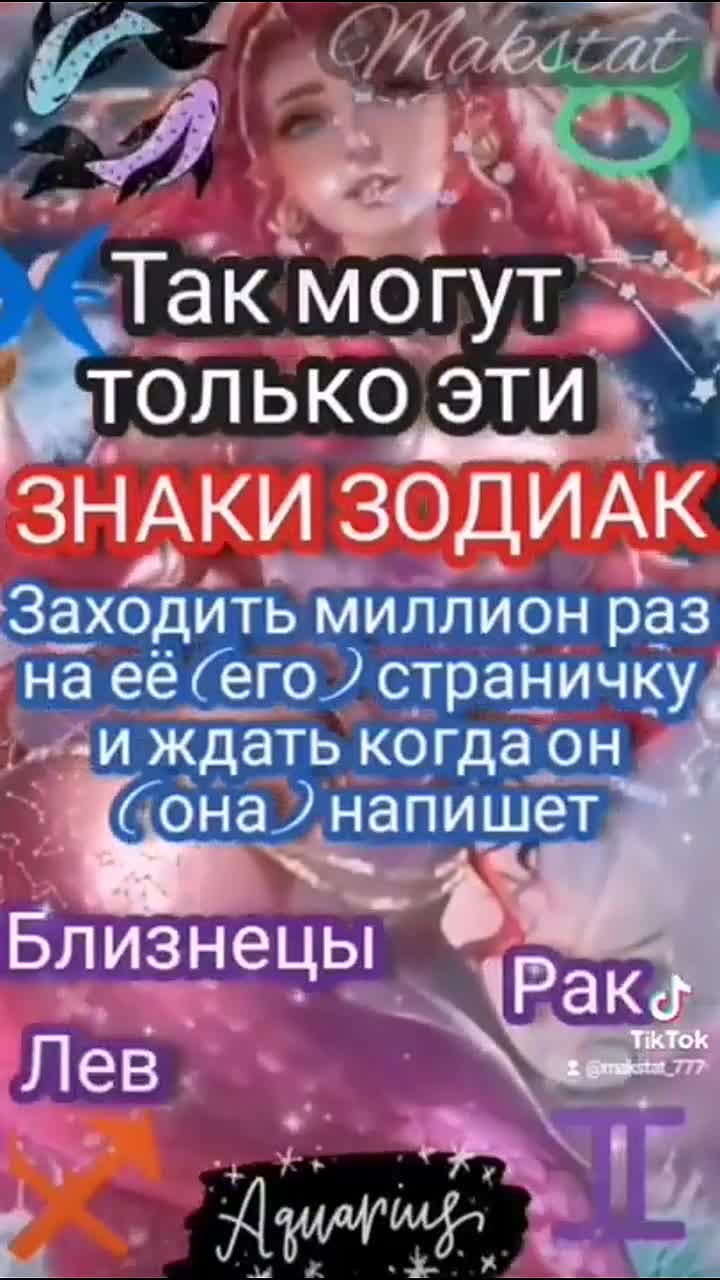 Makstat
Так могут
только эти
ЗНАКИ ЗОДИАК
Заходить миллион раз
на её (его) страничку
и ждать когда он
(она) напишет
Близнецы
Рак
Лев
TikTok
@makstat_777
Aquarius